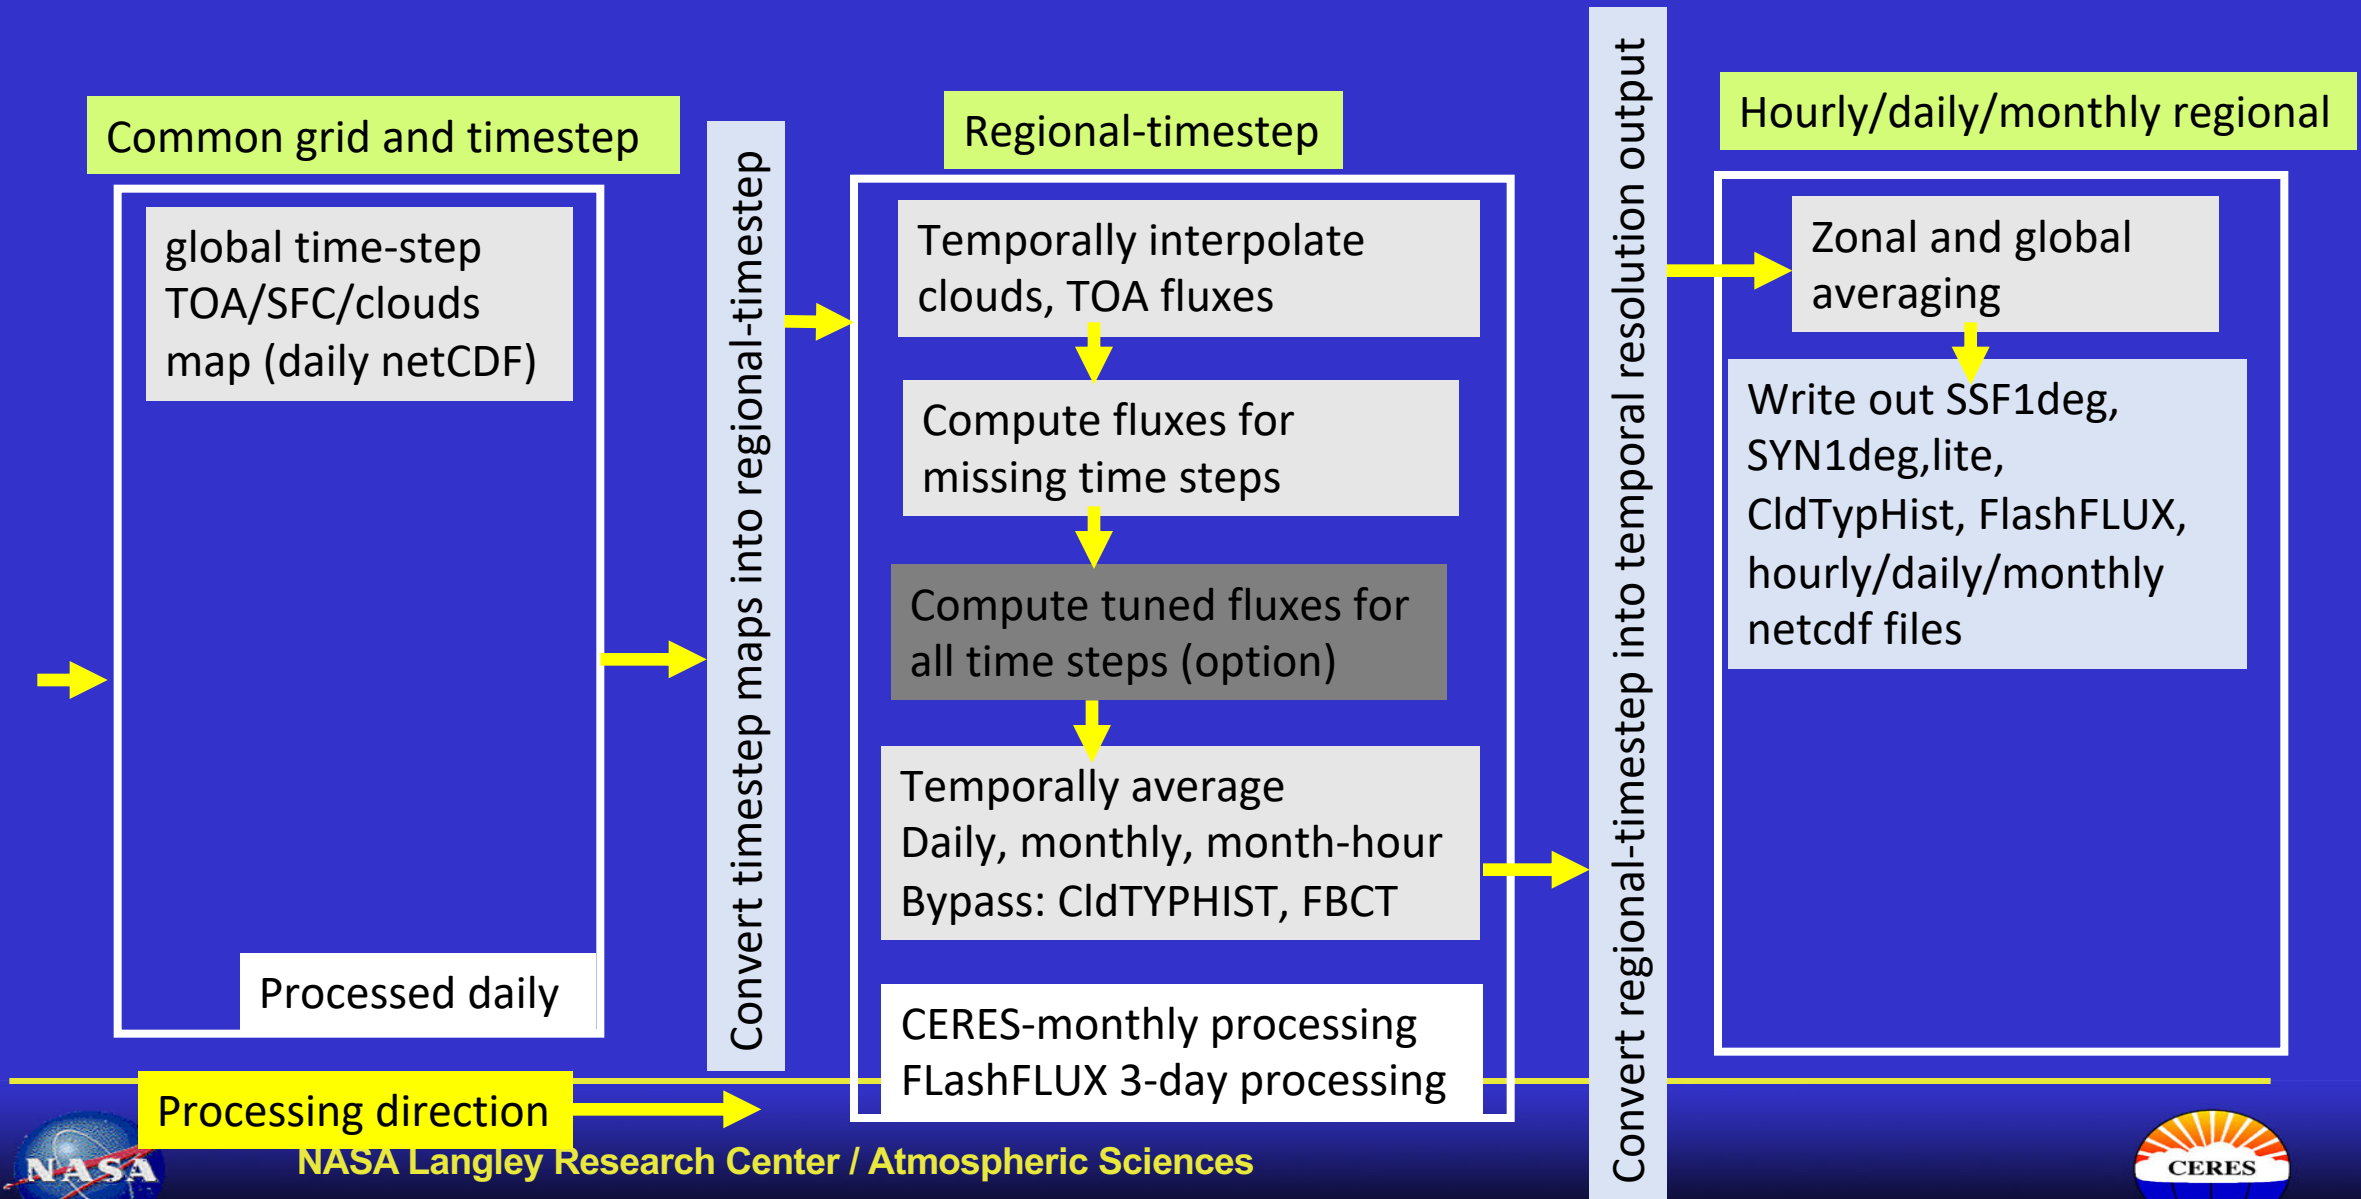 Common grid and timestep
global time-step
TOA/SFC/clouds
map (daily netCDF)
Processed daily
Convert timestep maps into regional-timestep
Regional-timestep
Temporally interpolate
clouds, TOA fluxes
Compute fluxes for
missing time steps
Compute tuned fluxes for
all time steps (option)
Temporally average
Daily, monthly, month-hour
Bypass: CldTYPHIST, FBCT
CERES-monthly processing
FLashFLUX 3-day processing
Convert regional-timestep into temporal resolution output
Hourly/daily/monthly regional
Zonal and global
averaging
Write out SSF1deg,
SYN1deg,lite,
CldTypHist, FlashFLUX,
hourly/daily/monthly
netcdf files
Processing direction
NASA
NASA Langley Research Center / Atmospheric Sciences
CERES